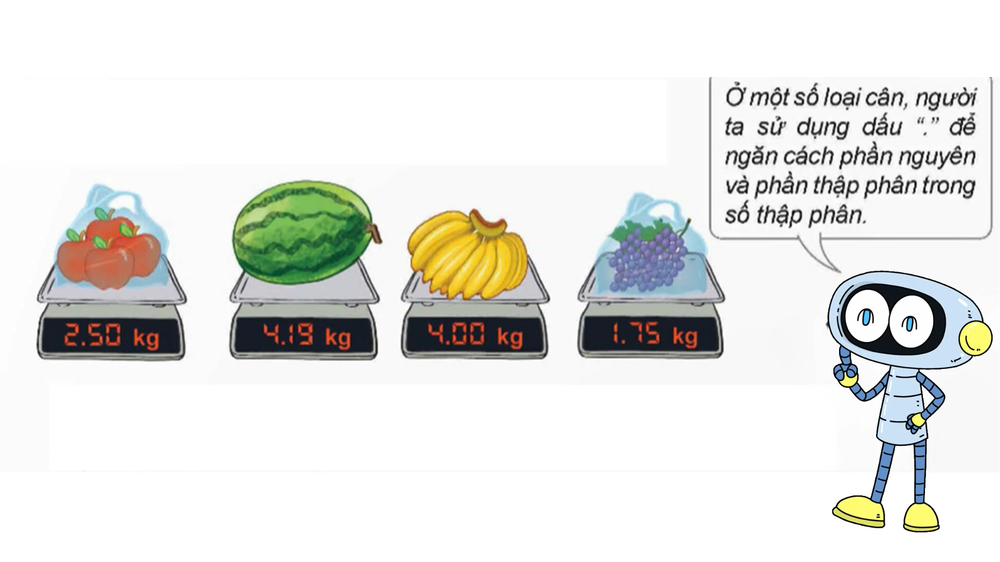 Ở một số loại cân, người
ta sử dụng dấu “.” để
ngăn cách phần nguyên
và phần thập phân trong
số thập phân.
2.50 kg
4.19 kg
4.00 kg
1.75 kg